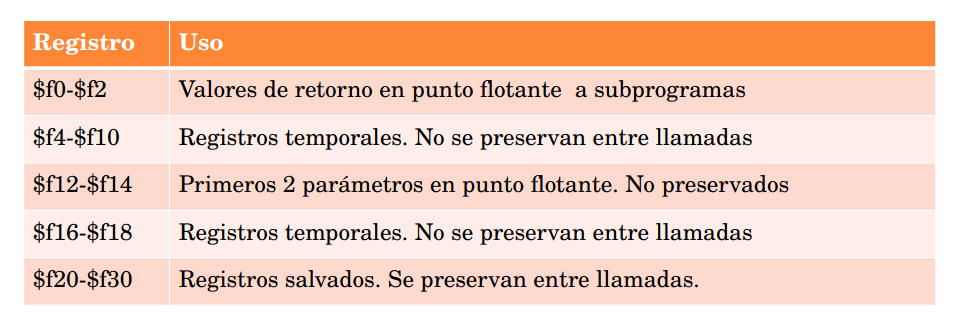 Registro Uso
$f0-$f2 Valores de retorno en punto flotante  a subprogramas
$f4-$f10 Registros temporales. No se preservan entre llamadas
$f12-$f14 Primeros 2 parámetros en punto flotante. No preservados
$f16-$f18 Registros temporales. No se preservan entre llamadas
$f20-$f30 Registros salvados. Se preservan entre llamadas.